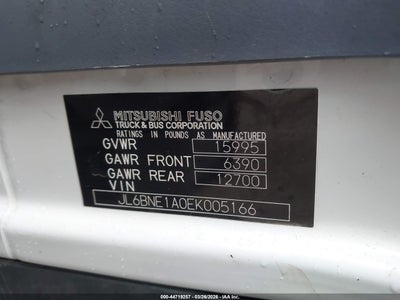 MITSUBISHI FUSO
TRUCK & BUS CORPORATION
RATINGS IN POUNDS AS MANUFACTURED
GVWR 15995
GAWR FRONT 6390
GAWR REAR 12700
VIN
JL6BNE1A0EK005166
000-44719257 - 03/26/2026 - IAA